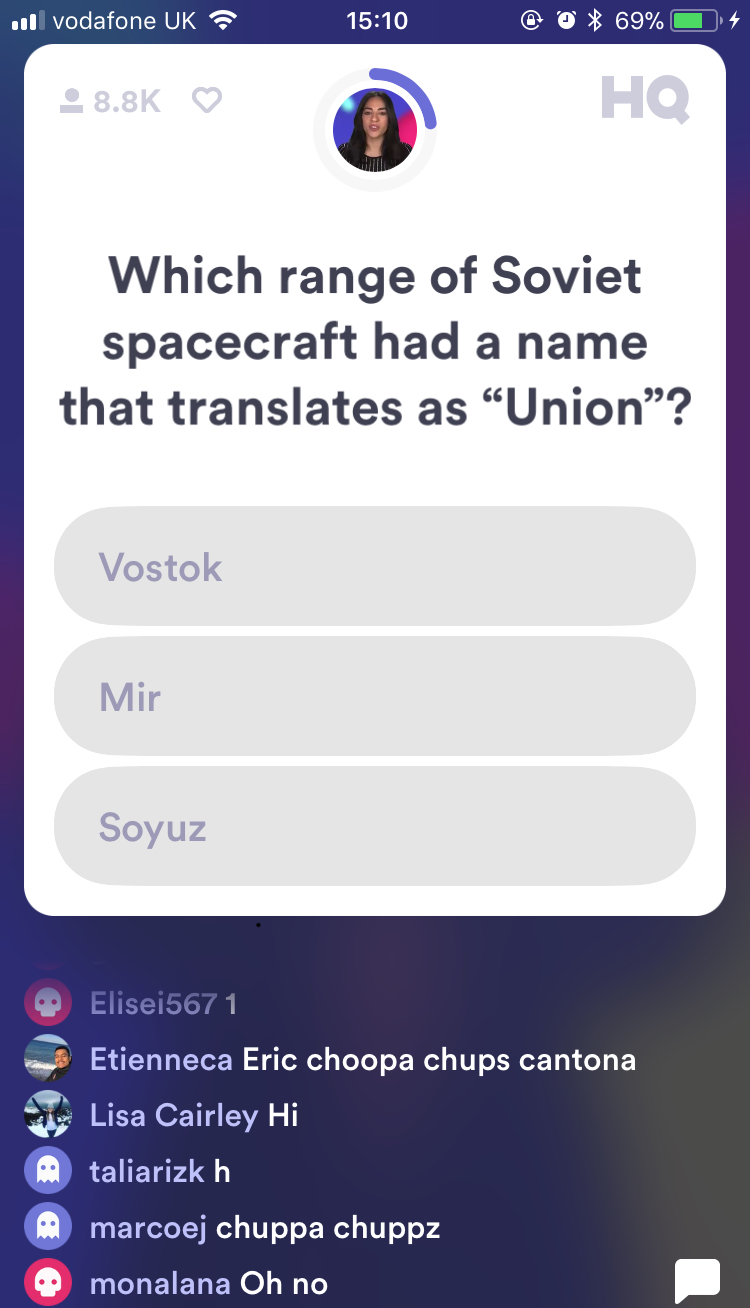 vodafone UK 15:10 69%
8.8K HQ
Which range of Soviet
spacecraft had a name
that translates as “Union”?
Vostok
Mir
Soyuz
Elisei567 1
Etienneca Eric choopa chups cantona
Lisa Cairley Hi
taliarizk h
marcoej chuppa chuppz
monalana Oh no